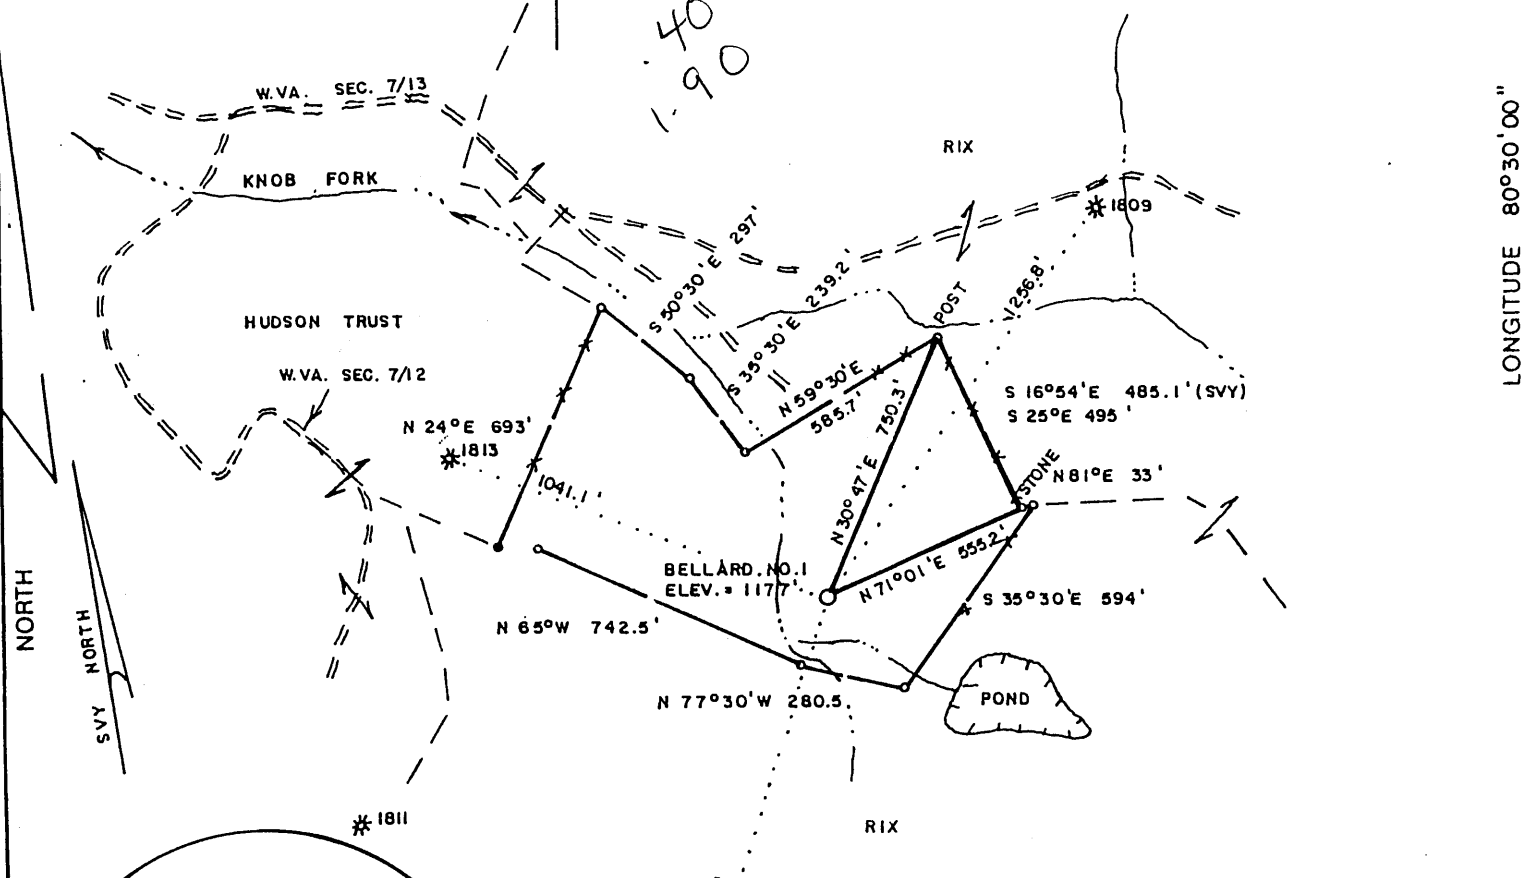 .40
1.90
W.VA. SEC. 7/13
RIX
KNOB FORK
1809
LONGITUDE 80°30'00"
S 50°30'E 297'
S 35°30'E 239.2'
1256.8'
POST
HUDSON TRUST
W.VA. SEC. 7/12
N 59°30'E
585.7'
N 30°47'E 750.3'
S 16°54'E 485.1'(SVY)
S 25°E 495'
N 24°E 693'
1813
1041.1'
STONE
N 81°E 33'
BELLARD NO.1
ELEV. = 1177'
N 71°01'E 555.2'
S 35°30'E 594'
N 65°W 742.5'
N 77°30'W 280.5
POND
NORTH
SVY NORTH
1811
RIX